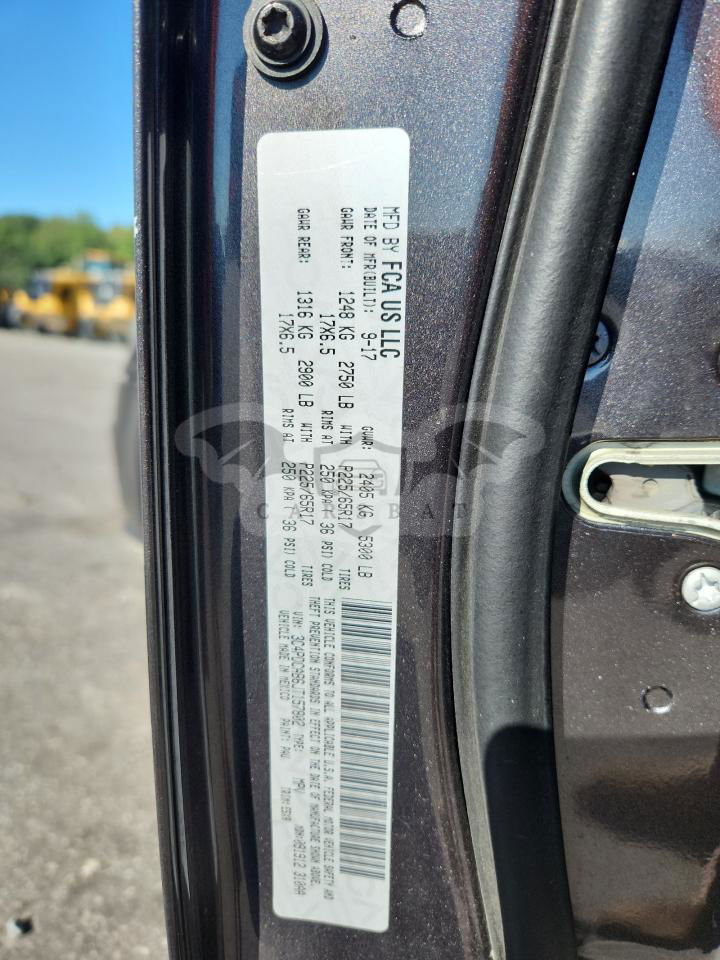 MFD BY FCA US LLC
DATE OF MFR(BUILT): 9-17 GVWR: 2405 KG 5300 LB
GAWR FRONT: 1248 KG 2750 LB WITH P225/65R17 TIRES
17X6.5 RIMS AT 250 KPA / 36 PSI) COLD
GAWR REAR: 1316 KG 2900 LB WITH P225/65R17 TIRES
17X6.5 RIMS AT 250 KPA / 36 PSI) COLD
THIS VEHICLE CONFORMS TO ALL APPLICABLE U.S.A. FEDERAL MOTOR VEHICLE SAFETY AND
THEFT PREVENTION STANDARDS IN EFFECT ON THE DATE OF MANUFACTURE SHOWN ABOVE.
VIN: 3C4PDCAB6JT157802 TYPE: MPV
VEHICLE MADE IN MEXICO PAINT: PAU
CARBAT